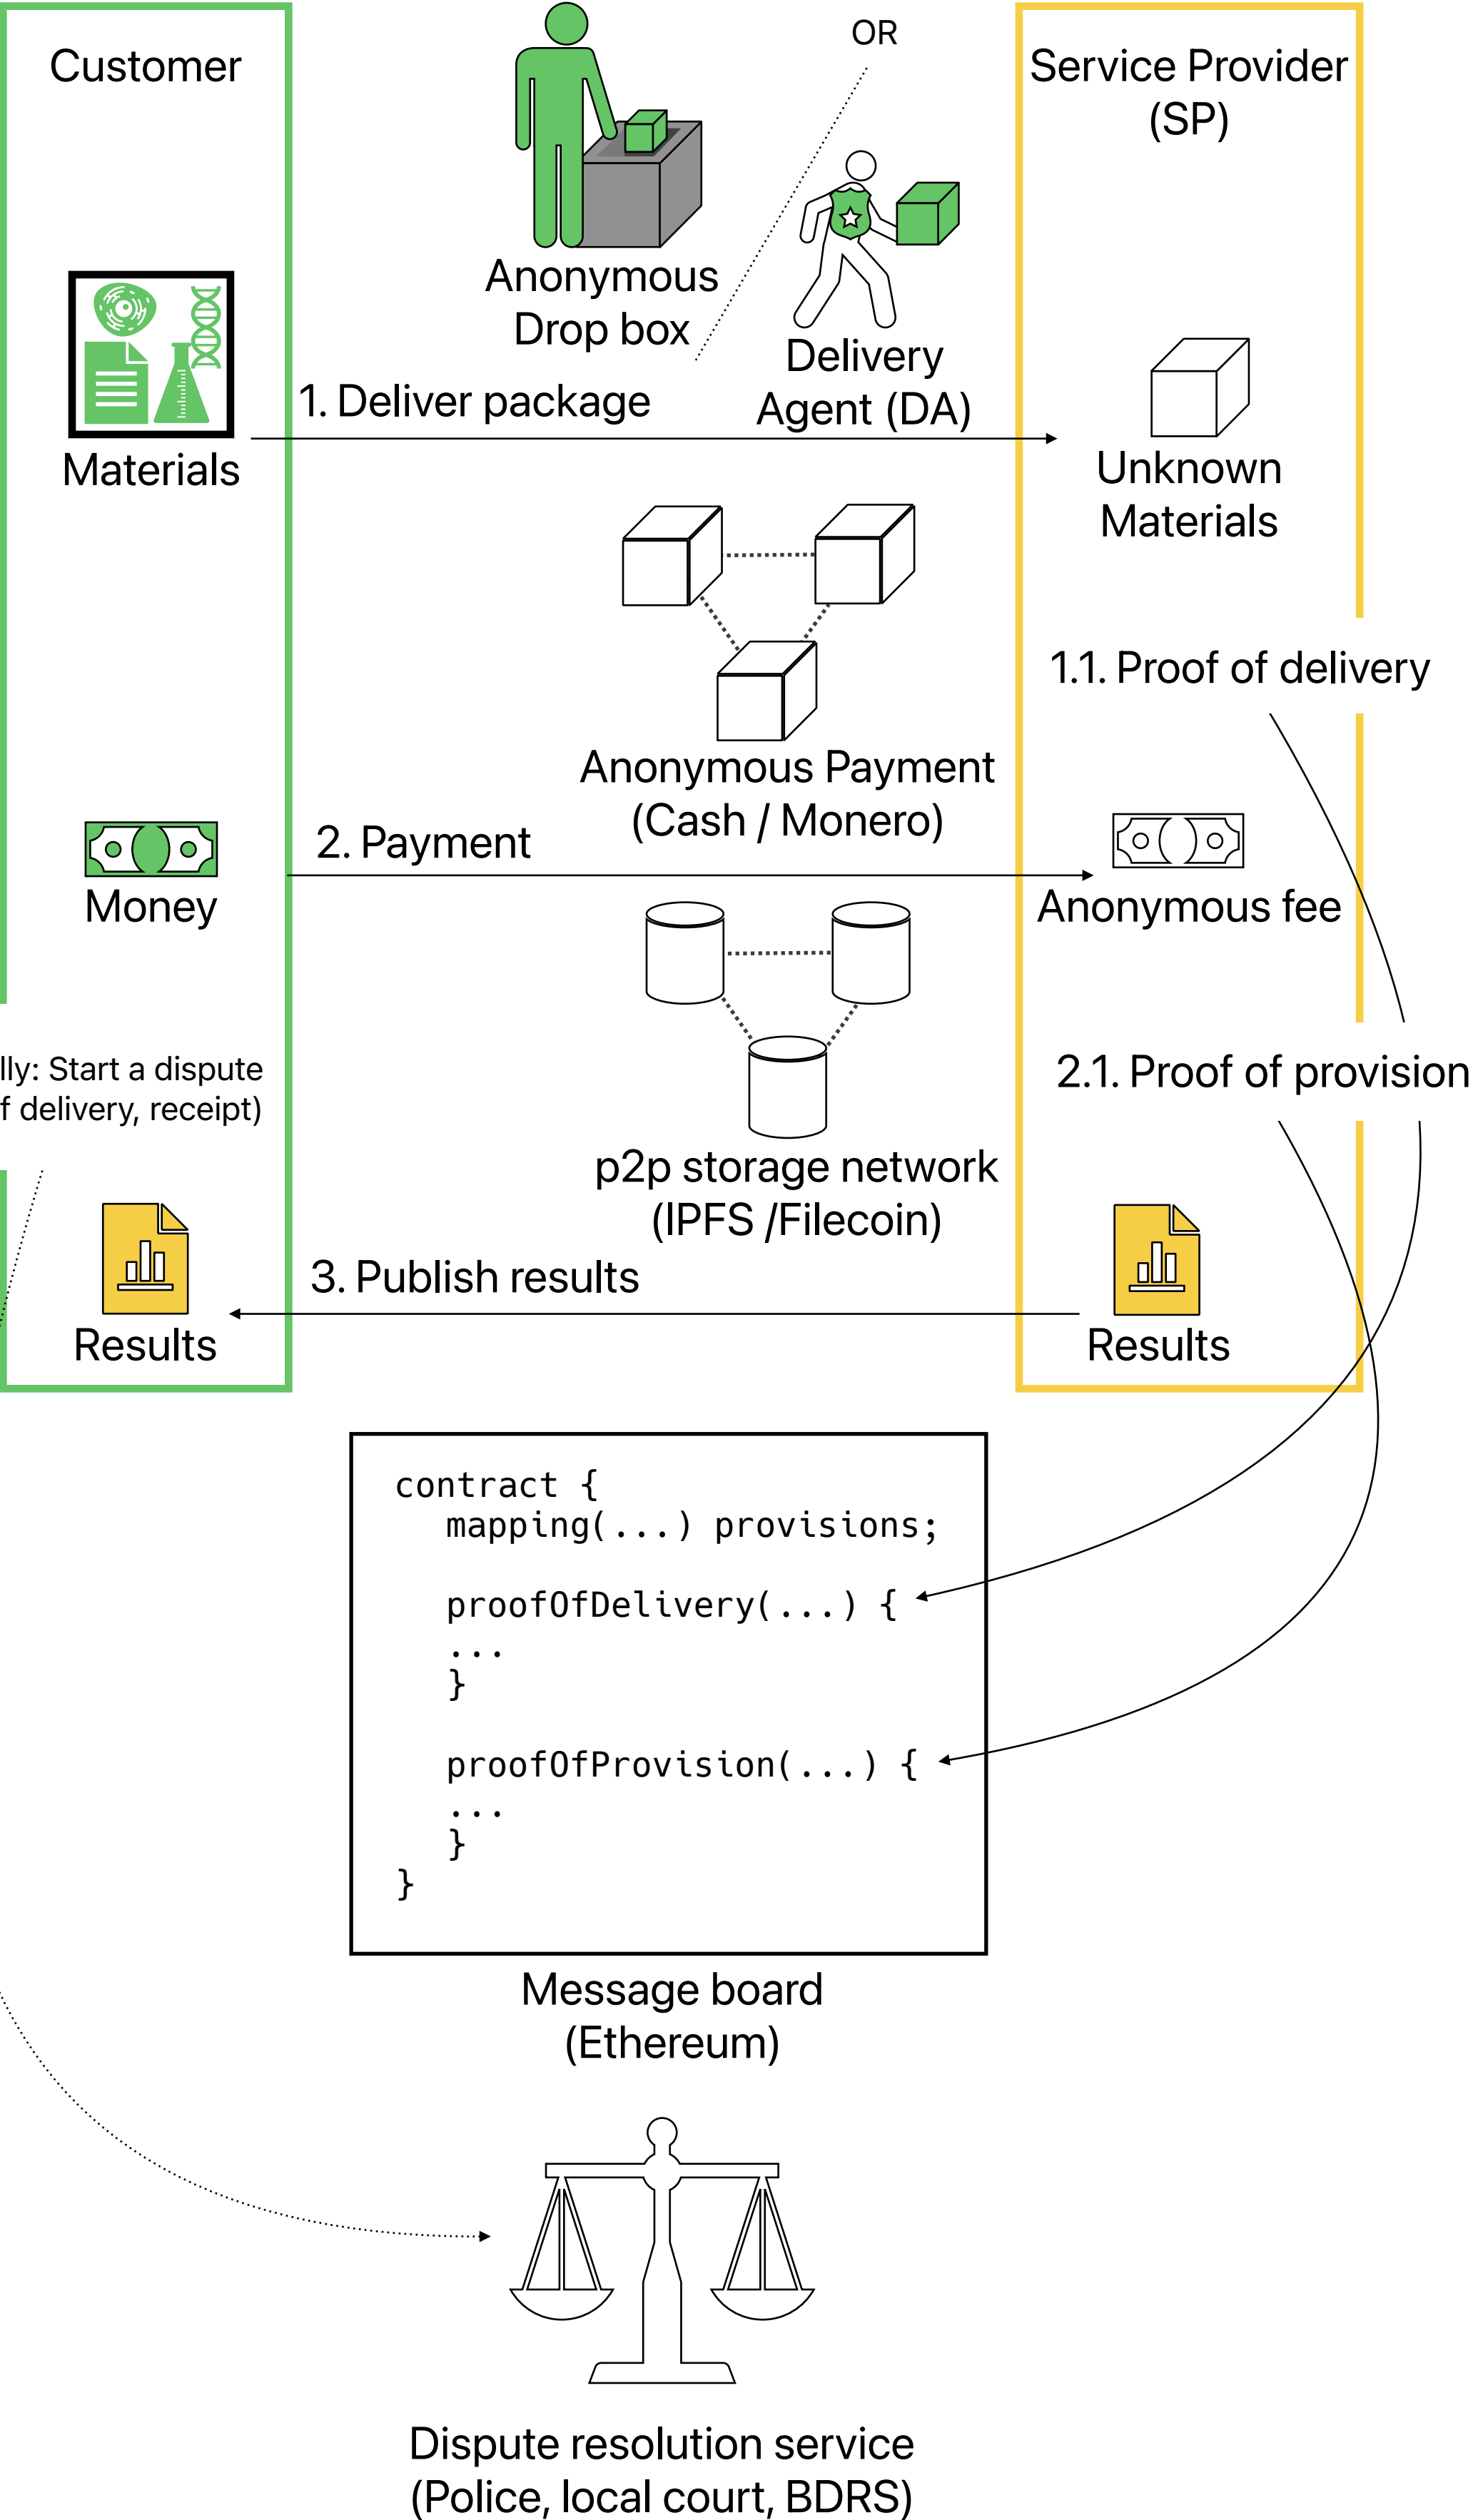 Customer
OR
Service Provider
(SP)
Anonymous
Drop box
Delivery
Agent (DA)
1. Deliver package
Materials
Unknown
Materials
1.1. Proof of delivery
Anonymous Payment
(Cash / Monero)
2. Payment
Money
Anonymous fee
lly: Start a dispute
f delivery, receipt)
2.1. Proof of provision
p2p storage network
(IPFS /Filecoin)
3. Publish results
Results
Results
contract {
mapping(...) provisions;
proofOfDelivery(...) {
...
}
proofOfProvision(...) {
...
}
}
Message board
(Ethereum)
Dispute resolution service
(Police, local court, BDRS)